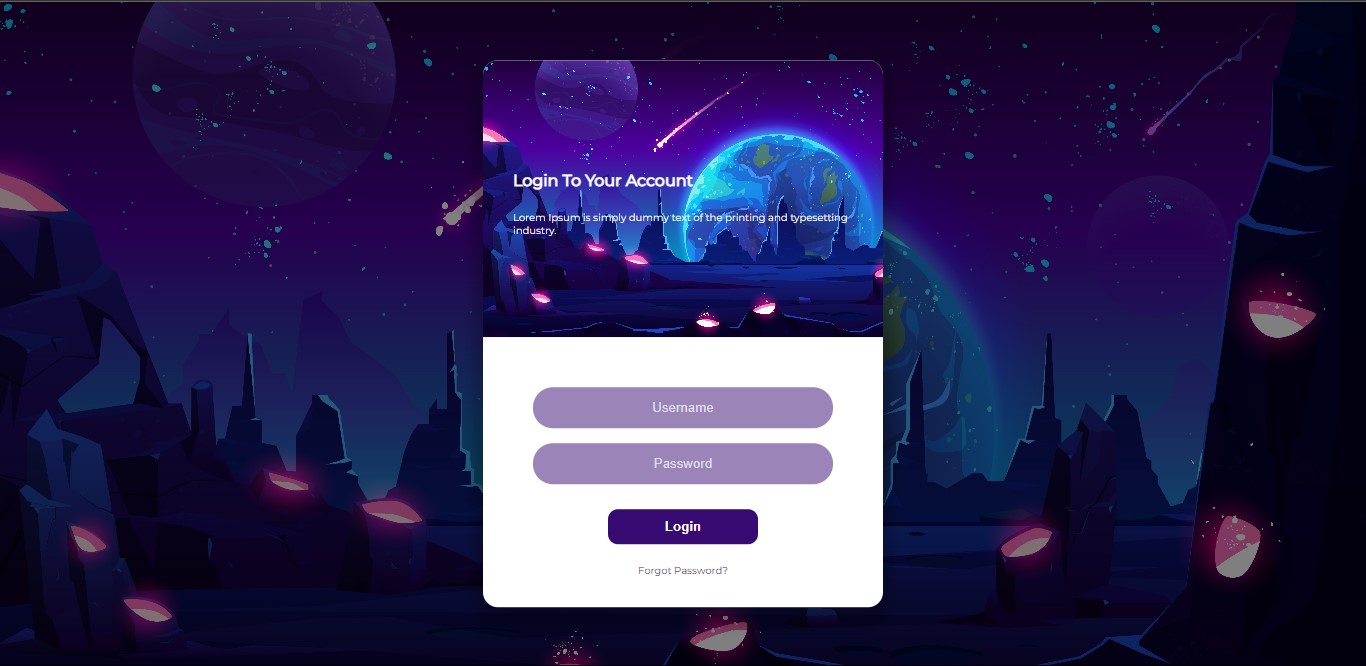 Login To Your Account
Lorem Ipsum is simply dummy text of the printing and typesetting
industry.
Username
Password
Login
Forgot Password?